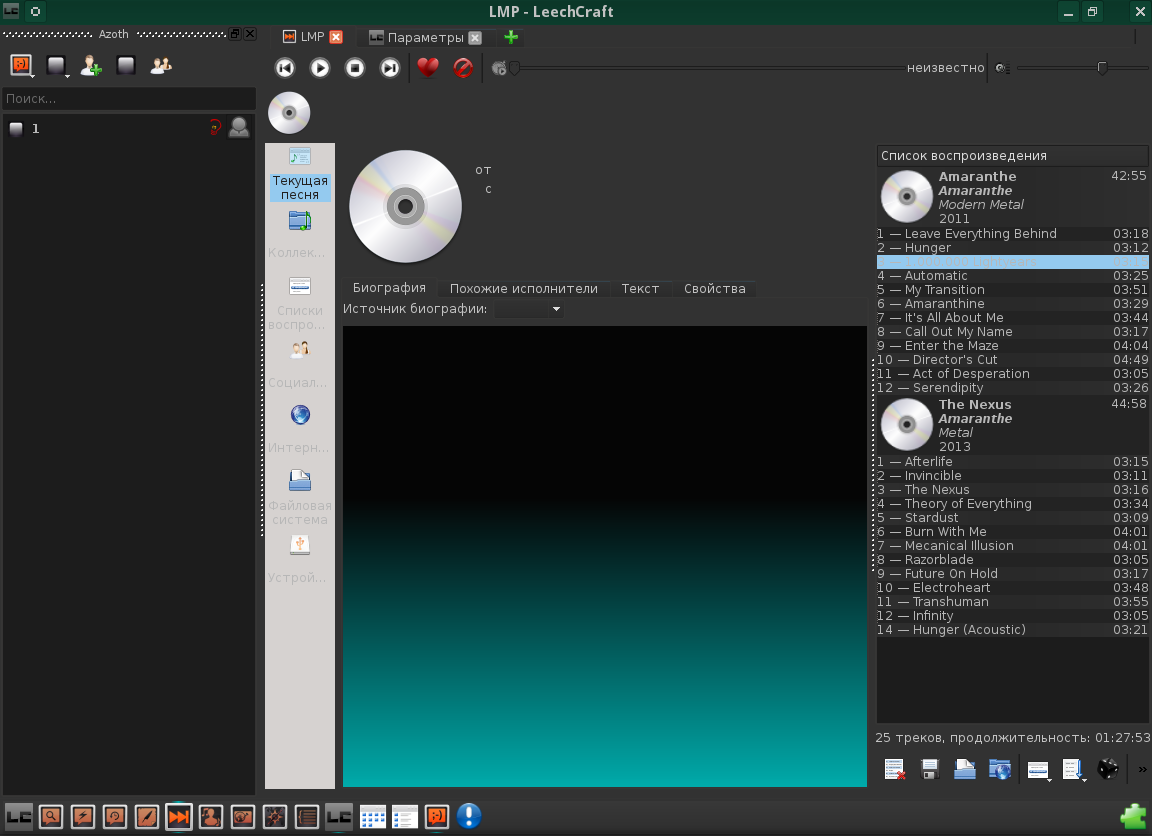 LMP - LeechCraft
Azoth
LMP
Параметры
неизвестно
Поиск...
1
Текущая песня
Коллек...
Списки воспро...
Социал...
Интерн...
Файловая система
Устрой...
от
с
Биография
Похожие исполнители
Текст
Свойства
Источник биографии:
Список воспроизведения
Amaranthe 42:55
Amaranthe
Modern Metal
2011
1 — Leave Everything Behind 03:18
2 — Hunger 03:12
4 — Automatic 03:25
5 — My Transition 03:51
6 — Amaranthine 03:29
7 — It's All About Me 03:44
8 — Call Out My Name 03:17
9 — Enter the Maze 04:04
10 — Director's Cut 04:49
11 — Act of Desperation 03:05
12 — Serendipity 03:26
The Nexus 44:58
Amaranthe
Metal
2013
1 — Afterlife 03:15
2 — Invincible 03:11
3 — The Nexus 03:16
4 — Theory of Everything 03:34
5 — Stardust 03:09
6 — Burn With Me 04:01
7 — Mecanical Illusion 04:01
8 — Razorblade 03:05
9 — Future On Hold 03:17
10 — Electroheart 03:48
11 — Transhuman 03:55
12 — Infinity 03:05
14 — Hunger (Acoustic) 03:21
25 треков, продолжительность: 01:27:53